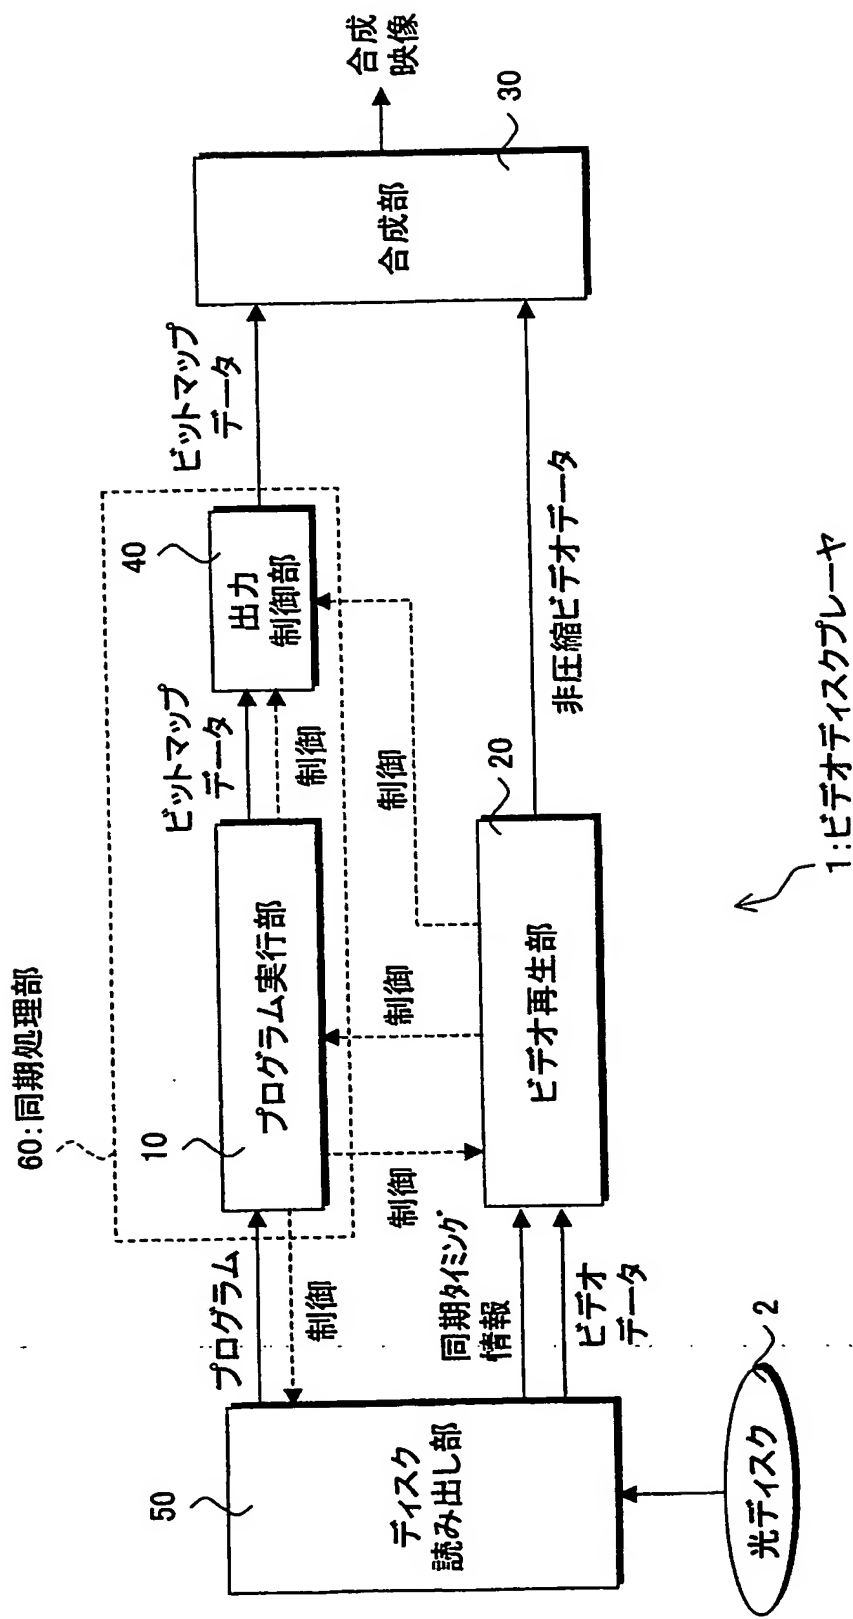 60:同期処理部
50
ディスク
読み出し部
プログラム
制御
10
プログラム実行部
ビットマップ
データ
制御
40
出力
制御部
ビットマップ
データ
合成部
30
合成
映像
制御
制御
制御
同期タイミング
情報
ビデオ
データ
20
ビデオ再生部
非圧縮ビデオデータ
光ディスク
2
1:ビデオディスクプレーヤ